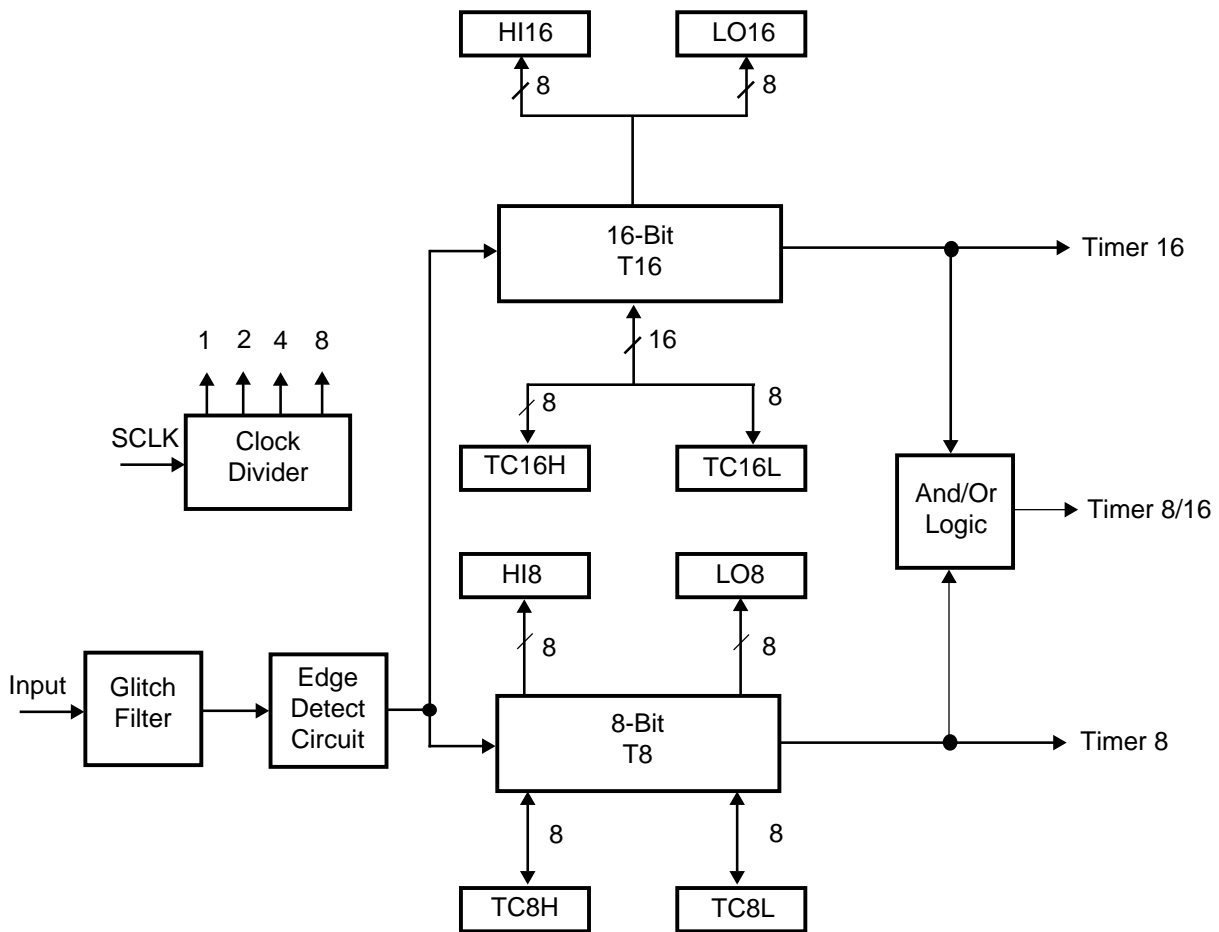 HI16
LO16
8
8
16-Bit
T16
Timer 16
16
1 2 4 8
8
8
SCLK
Clock
Divider
TC16H
TC16L
And/Or
Logic
Timer 8/16
HI8
LO8
8
8
Input
Glitch
Filter
Edge
Detect
Circuit
8-Bit
T8
Timer 8
8
8
TC8H
TC8L